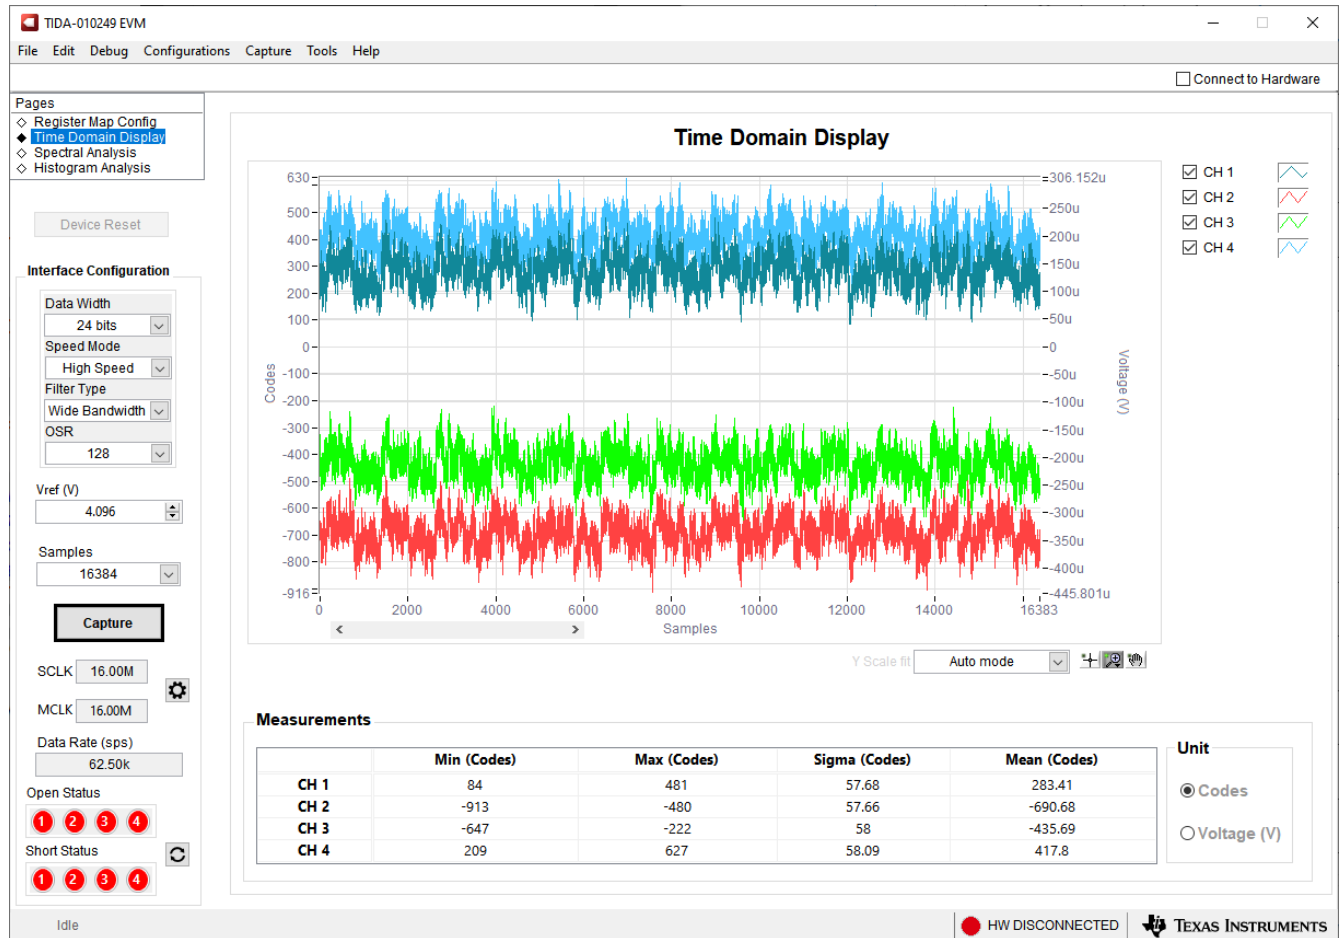 TIDA-010249 EVM
File Edit Debug Configurations Capture Tools Help
Connect to Hardware
Pages
Register Map Config
Time Domain Display
Spectral Analysis
Histogram Analysis
Device Reset
Interface Configuration
Data Width
24 bits
Speed Mode
High Speed
Filter Type
Wide Bandwidth
OSR
128
Vref (V)
4.096
Samples
16384
Capture
SCLK 16.00M
MCLK 16.00M
Data Rate (sps)
62.50k
Open Status
1 2 3 4
Short Status
1 2 3 4
Time Domain Display
630 306.152u
500 250u
400 200u
300 150u
200 100u
100 50u
0 0
-100 -50u
-200 -100u
-300 -150u
-400 -200u
-500 -250u
-600 -300u
-700 -350u
-800 -400u
-916 -445.801u
Codes
Voltage (V)
0 2000 4000 6000 8000 10000 12000 14000 16383
Samples
CH 1
CH 2
CH 3
CH 4
Y Scale fit Auto mode
Measurements
Min (Codes) Max (Codes) Sigma (Codes) Mean (Codes)
CH 1 84 481 57.68 283.41
CH 2 -913 -480 57.66 -690.68
CH 3 -647 -222 58 -435.69
CH 4 209 627 58.09 417.8
Unit
Codes
Voltage (V)
Idle
HW DISCONNECTED
TEXAS INSTRUMENTS